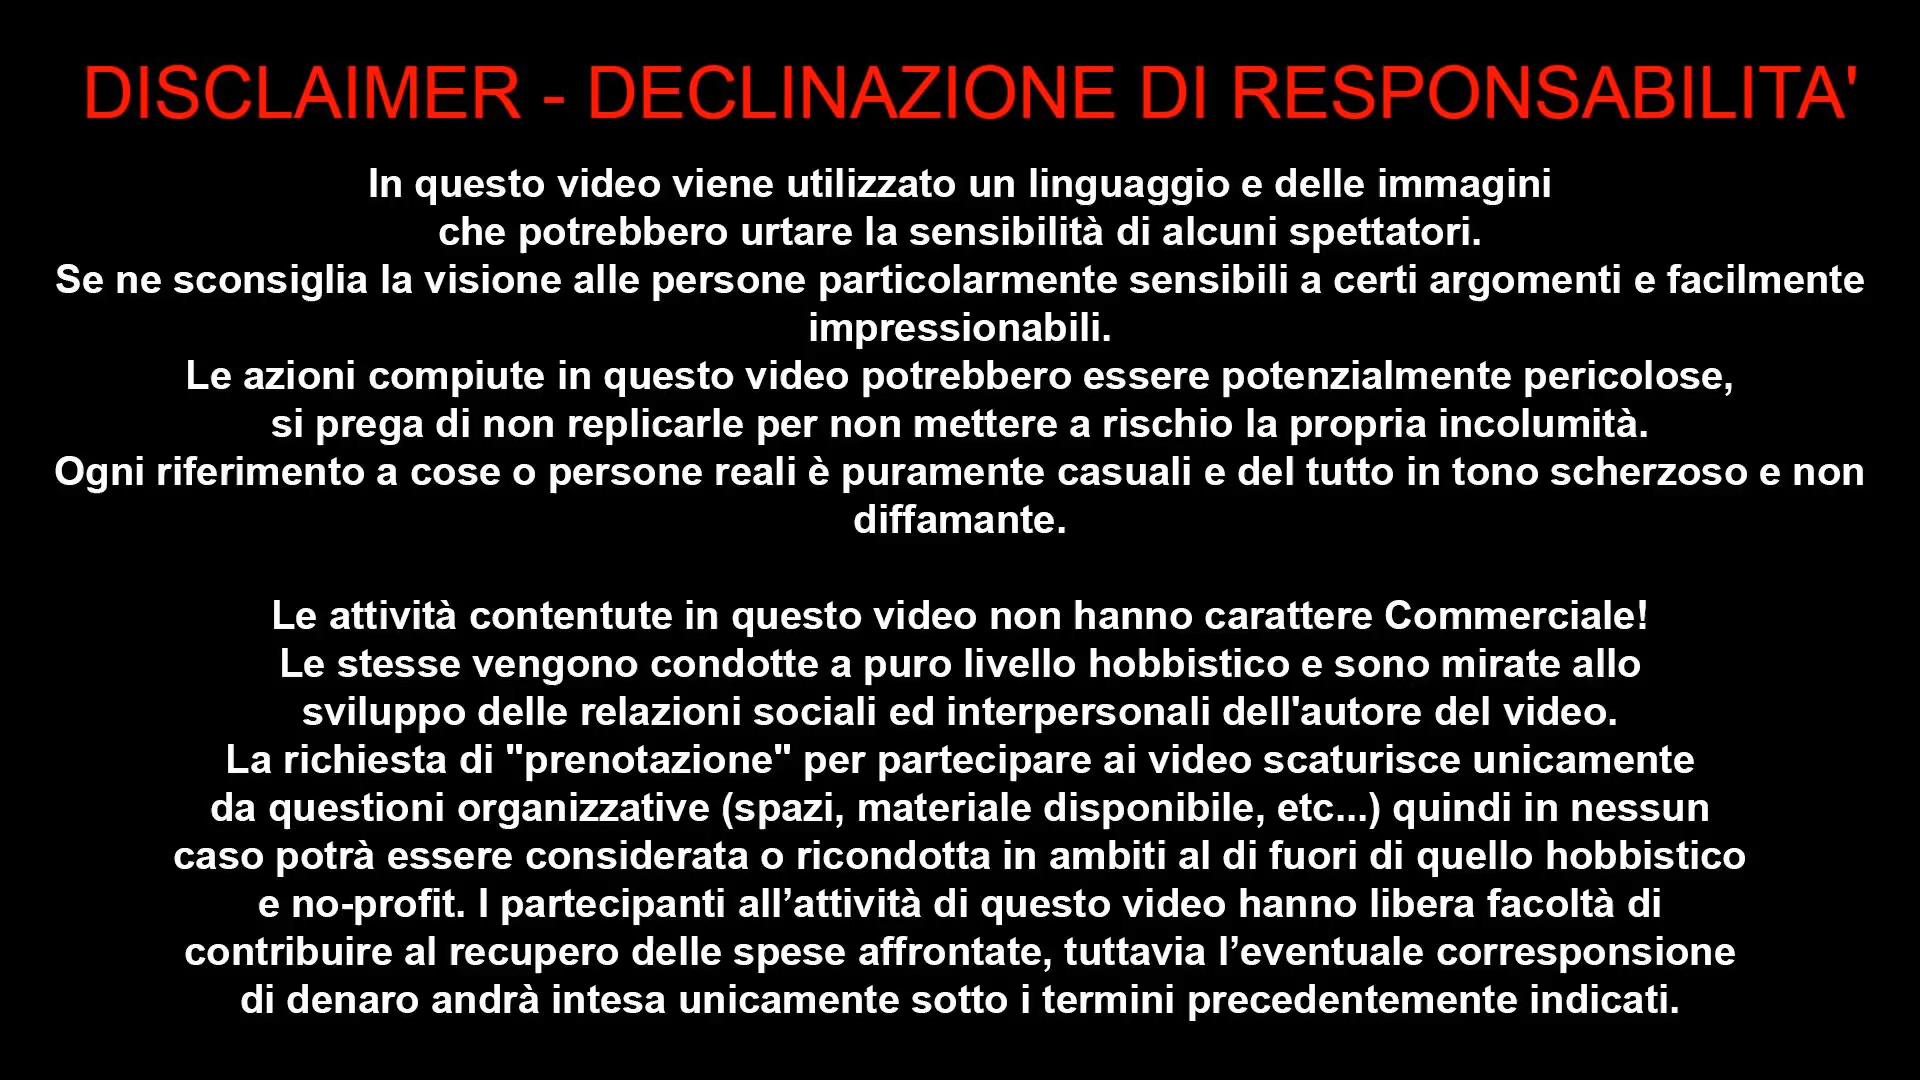 DISCLAIMER - DECLINAZIONE DI RESPONSABILITA'
In questo video viene utilizzato un linguaggio e delle immagini
che potrebbero urtare la sensibilità di alcuni spettatori.
Se ne sconsiglia la visione alle persone particolarmente sensibili a certi argomenti e facilmente
impressionabili.
Le azioni compiute in questo video potrebbero essere potenzialmente pericolose,
si prega di non replicarle per non mettere a rischio la propria incolumità.
Ogni riferimento a cose o persone reali è puramente casuali e del tutto in tono scherzoso e non
diffamante.
Le attività contentute in questo video non hanno carattere Commerciale!
Le stesse vengono condotte a puro livello hobbistico e sono mirate allo
sviluppo delle relazioni sociali ed interpersonali dell'autore del video.
La richiesta di "prenotazione" per partecipare ai video scaturisce unicamente
da questioni organizzative (spazi, materiale disponibile, etc...) quindi in nessun
caso potrà essere considerata o ricondotta in ambiti al di fuori di quello hobbistico
e no-profit. I partecipanti all’attività di questo video hanno libera facoltà di
contribuire al recupero delle spese affrontate, tuttavia l’eventuale corresponsione
di denaro andrà intesa unicamente sotto i termini precedentemente indicati.